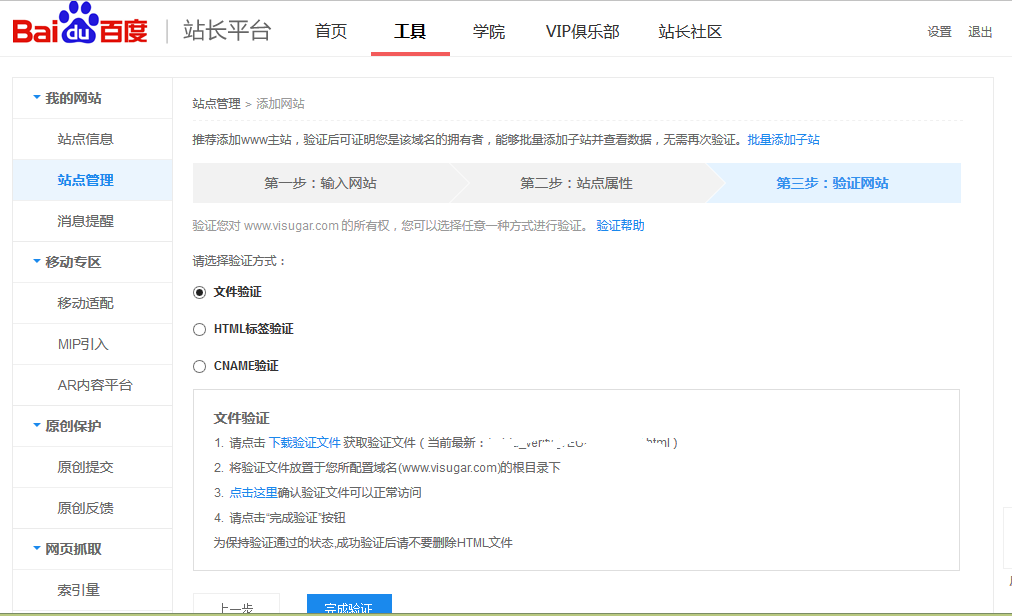 Bai du 百度 站长平台 首页 工具 学院 VIP俱乐部 站长社区 设置 退出
我的网站
站点信息
站点管理
消息提醒
移动专区
移动适配
MIP引入
AR内容平台
原创保护
原创提交
原创反馈
网页抓取
索引量
站点管理 > 添加网站
推荐添加www主站，验证后可证明您是该域名的拥有者，能够批量添加子站并查看数据，无需再次验证。批量添加子站
第一步：输入网站 第二步：站点属性 第三步：验证网站
验证您对 www.visugar.com 的所有权，您可以选择任意一种方式进行验证。 验证帮助
请选择验证方式：
文件验证
HTML标签验证
CNAME验证
文件验证
1. 请点击 下载验证文件 获取验证文件（当前最新： html）
2. 将验证文件放置于您所配置域名(www.visugar.com)的根目录下
3. 点击这里确认验证文件可以正常访问
4. 请点击“完成验证”按钮
为保持验证通过的状态,成功验证后请不要删除HTML文件
上一步 完成验证